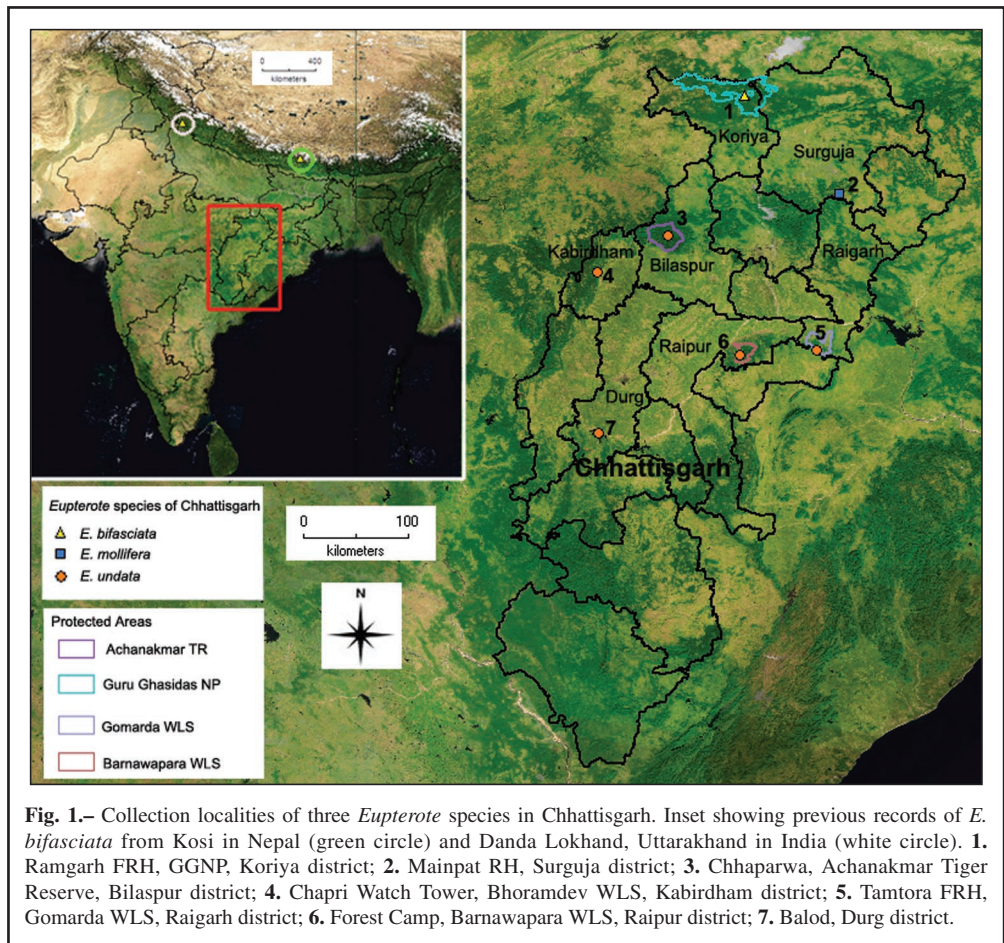 0 400
kilometers
1
Koriya
Surguja
2
3
Kabirdham
Bilaspur
Raigarh
4
5
Raipur 6
Durg
7
Chhattisgarh
Eupterote species of Chhattisgarh
E. bifasciata
E. mollifera
E. undata
0 100
kilometers
N
Protected Areas
Achanakmar TR
Guru Ghasidas NP
Gomarda WLS
Barnawapara WLS
Fig. 1.– Collection localities of three Eupterote species in Chhattisgarh. Inset showing previous records of E.
bifasciata from Kosi in Nepal (green circle) and Danda Lokhand, Uttarakhand in India (white circle). 1.
Ramgarh FRH, GGNP, Koriya district; 2. Mainpat RH, Surguja district; 3. Chhaparwa, Achanakmar Tiger
Reserve, Bilaspur district; 4. Chapri Watch Tower, Bhoramdev WLS, Kabirdham district; 5. Tamtora FRH,
Gomarda WLS, Raigarh district; 6. Forest Camp, Barnawapara WLS, Raipur district; 7. Balod, Durg district.